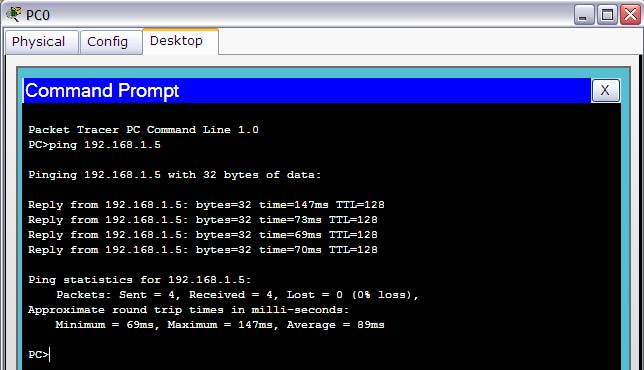 PC0
Physical Config Desktop
Command Prompt X
Packet Tracer PC Command Line 1.0
PC>ping 192.168.1.5
Pinging 192.168.1.5 with 32 bytes of data:
Reply from 192.168.1.5: bytes=32 time=147ms TTL=128
Reply from 192.168.1.5: bytes=32 time=73ms TTL=128
Reply from 192.168.1.5: bytes=32 time=69ms TTL=128
Reply from 192.168.1.5: bytes=32 time=70ms TTL=128
Ping statistics for 192.168.1.5:
Packets: Sent = 4, Received = 4, Lost = 0 (0% loss),
Approximate round trip times in milli-seconds:
Minimum = 69ms, Maximum = 147ms, Average = 89ms
PC>